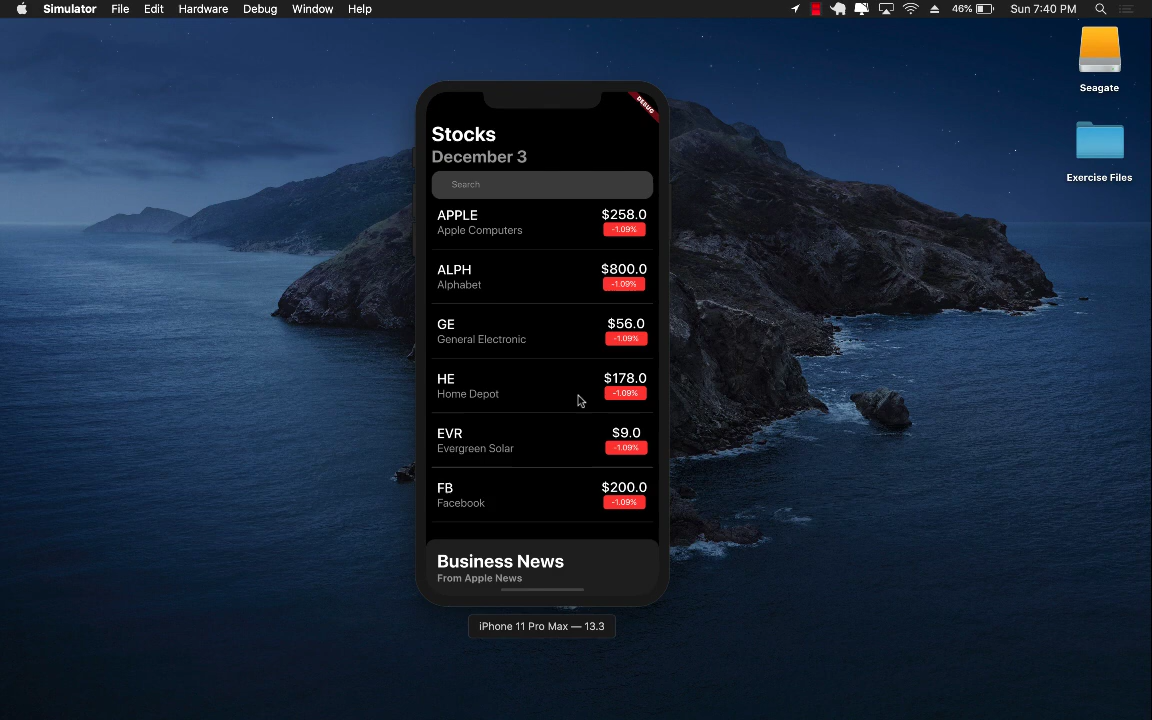 Simulator File Edit Hardware Debug Window Help 46% Sun 7:40 PM
Seagate
Exercise Files
DEBUG
Stocks
December 3
Search
APPLE $258.0
Apple Computers -1.09%
ALPH $800.0
Alphabet -1.09%
GE $56.0
General Electronic -1.09%
HE $178.0
Home Depot -1.09%
EVR $9.0
Evergreen Solar -1.09%
FB $200.0
Facebook -1.09%
Business News
From Apple News
iPhone 11 Pro Max — 13.3